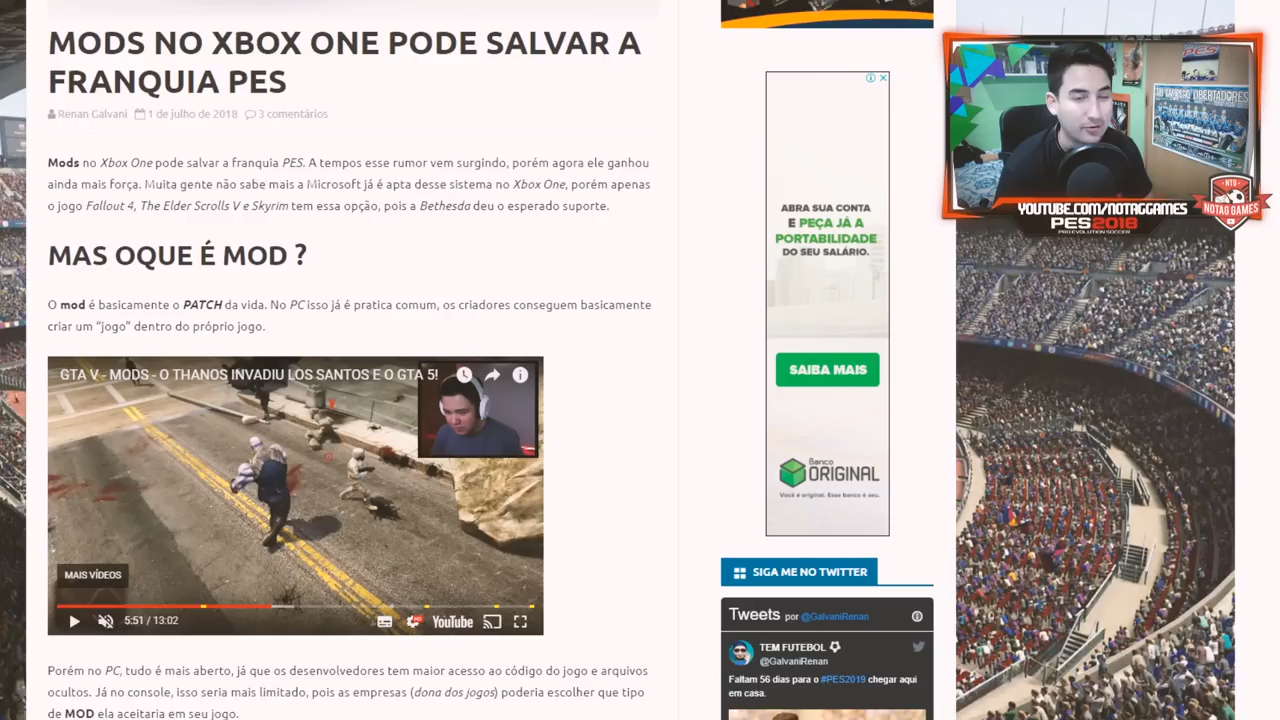 MODS NO XBOX ONE PODE SALVAR A
FRANQUIA PES
Renan Galvani 1 de julho de 2018 3 comentários
Mods no Xbox One pode salvar a franquia PES. A tempos esse rumor vem surgindo, porém agora ele ganhou
ainda mais força. Muita gente não sabe mais a Microsoft já é apta desse sistema no Xbox One, porém apenas
o jogo Fallout 4, The Elder Scrolls V e Skyrim tem essa opção, pois a Bethesda deu o esperado suporte.
MAS OQUE É MOD ?
O mod é basicamente o PATCH da vida. No PC isso já é pratica comum, os criadores conseguem basicamente
criar um "jogo" dentro do próprio jogo.
GTA V - MODS - O THANOS INVADIU LOS SANTOS E O GTA 5!
MAIS VÍDEOS
5:51 / 13:02
HD
YouTube
Porém no PC, tudo é mais aberto, já que os desenvolvedores tem maior acesso ao código do jogo e arquivos
ocultos. Já no console, isso seria mais limitado, pois as empresas (dona dos jogos) poderia escolher que tipo
de MOD ela aceitaria em seu jogo.
ABRA SUA CONTA
E PEÇA JÁ A
PORTABILIDADE
DO SEU SALÁRIO.
SAIBA MAIS
Banco
ORIGINAL
Você é original. Esse banco é seu.
SIGA ME NO TWITTER
Tweets por @GalvaniRenan
TEM FUTEBOL
@GalvaniRenan
Faltam 56 dias para o #PES2019 chegar aqui
em casa.
PES
CAMPEÃO LIBERTADORES
YOUTUBE.COM/NOTAGGAMES
PES2018
PRO EVOLUTION SOCCER
NTG
NOTAG GAMES